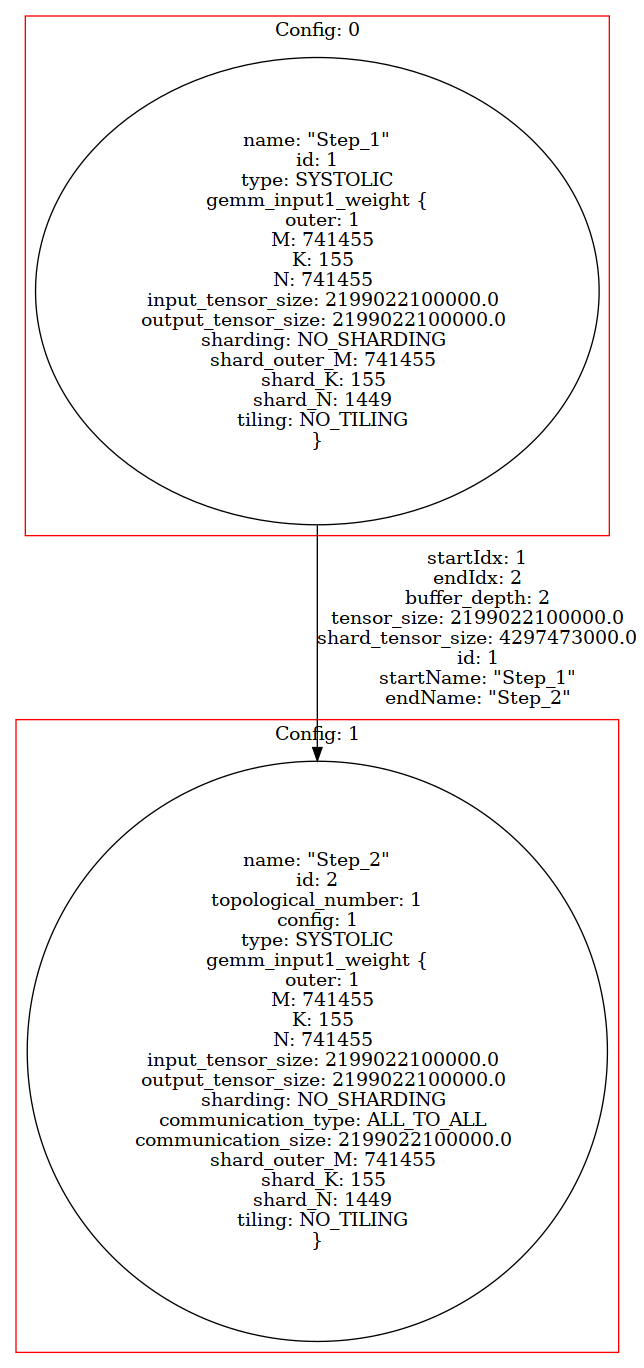 Config: 0
name: "Step_1"
id: 1
type: SYSTOLIC
gemm_input1_weight {
outer: 1
M: 741455
K: 155
N: 741455
input_tensor_size: 2199022100000.0
output_tensor_size: 2199022100000.0
sharding: NO_SHARDING
shard_outer_M: 741455
shard_K: 155
shard_N: 1449
tiling: NO_TILING
}
startIdx: 1
endIdx: 2
buffer_depth: 2
tensor_size: 2199022100000.0
shard_tensor_size: 4297473000.0
id: 1
startName: "Step_1"
endName: "Step_2"
Config: 1
name: "Step_2"
id: 2
topological_number: 1
config: 1
type: SYSTOLIC
gemm_input1_weight {
outer: 1
M: 741455
K: 155
N: 741455
input_tensor_size: 2199022100000.0
output_tensor_size: 2199022100000.0
sharding: NO_SHARDING
communication_type: ALL_TO_ALL
communication_size: 2199022100000.0
shard_outer_M: 741455
shard_K: 155
shard_N: 1449
tiling: NO_TILING
}